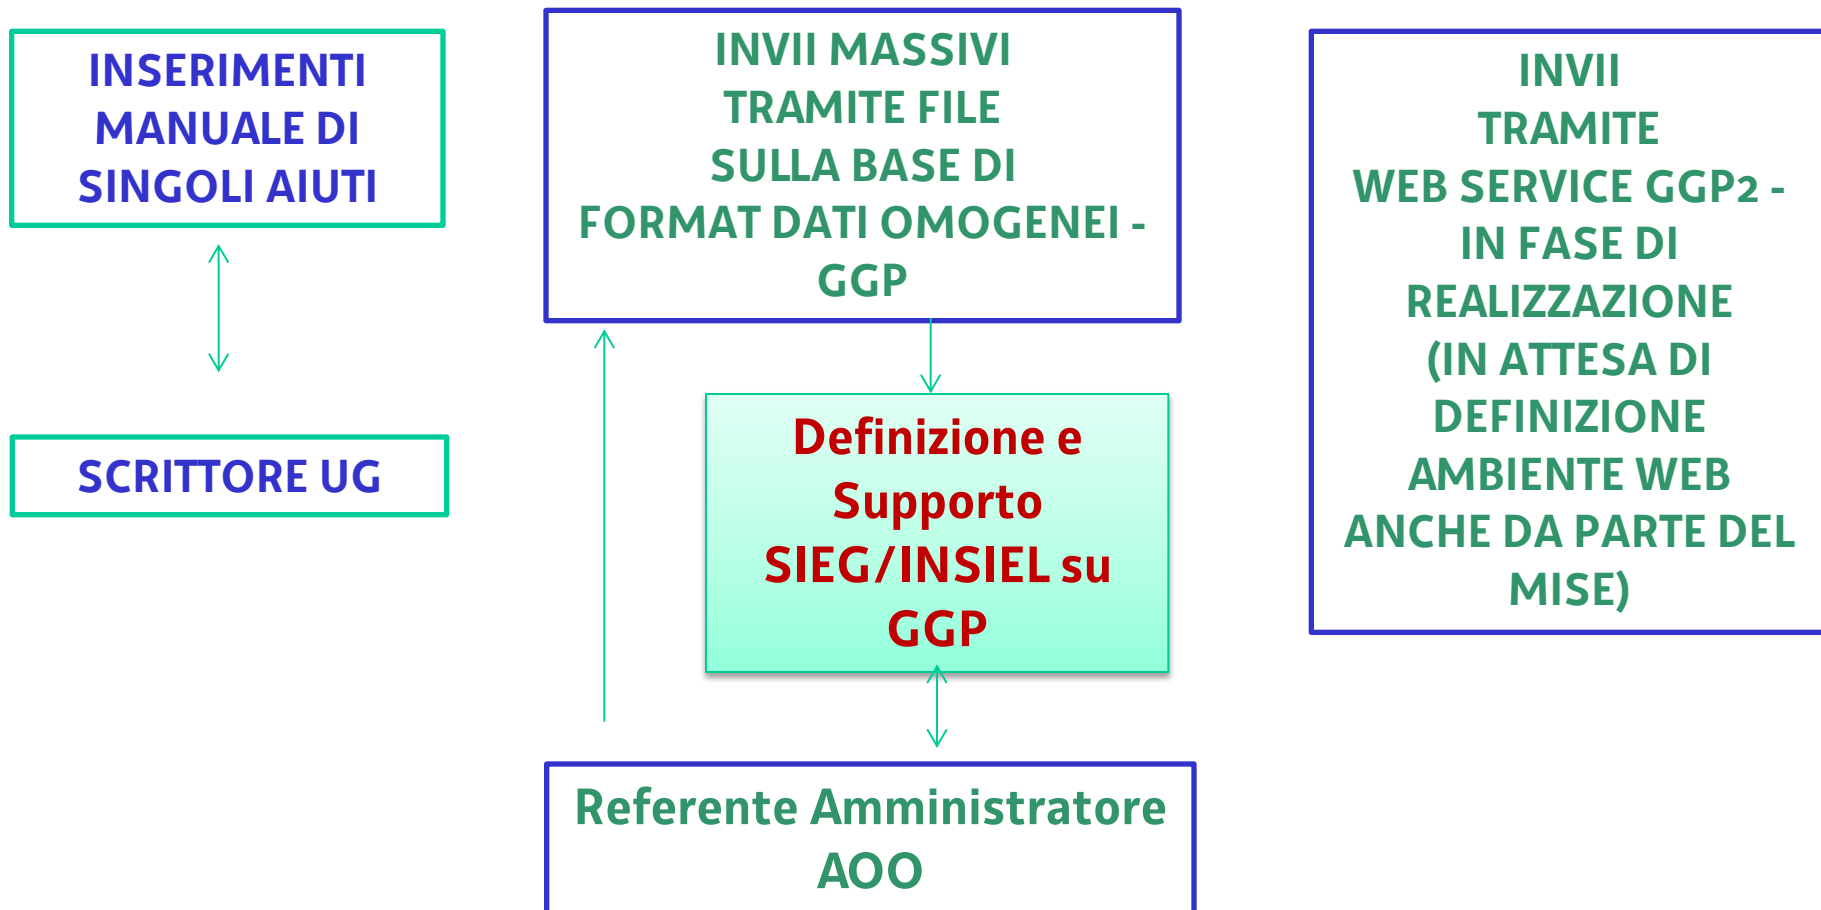 INSERIMENTI
MANUALE DI
SINGOLI AIUTI
SCRITTORE UG
INVII MASSIVI
TRAMITE FILE
SULLA BASE DI
FORMAT DATI OMOGENEI -
GGP
Definizione e
Supporto
SIEG/INSIEL su
GGP
Referente Amministratore
AOO
INVII
TRAMITE
WEB SERVICE GGP2 -
IN FASE DI
REALIZZAZIONE
(IN ATTESA DI
DEFINIZIONE
AMBIENTE WEB
ANCHE DA PARTE DEL
MISE)